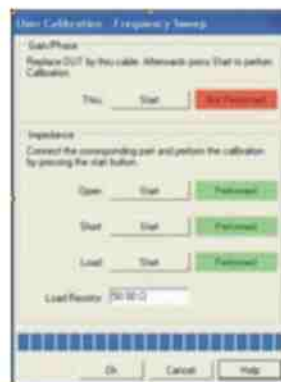 User Calibration - Frequency Sweep
Gain/Phase
Replace DUT by thru cable. Afterwards press Start to perform
Calibration.
Thru Start Not Performed
Impedance
Connect the corresponding part and perform the calibration
by pressing the start button.
Open Start Performed
Short Start Performed
Load Start Performed
Load Resistor 50.00 Ω
Ok Cancel Help